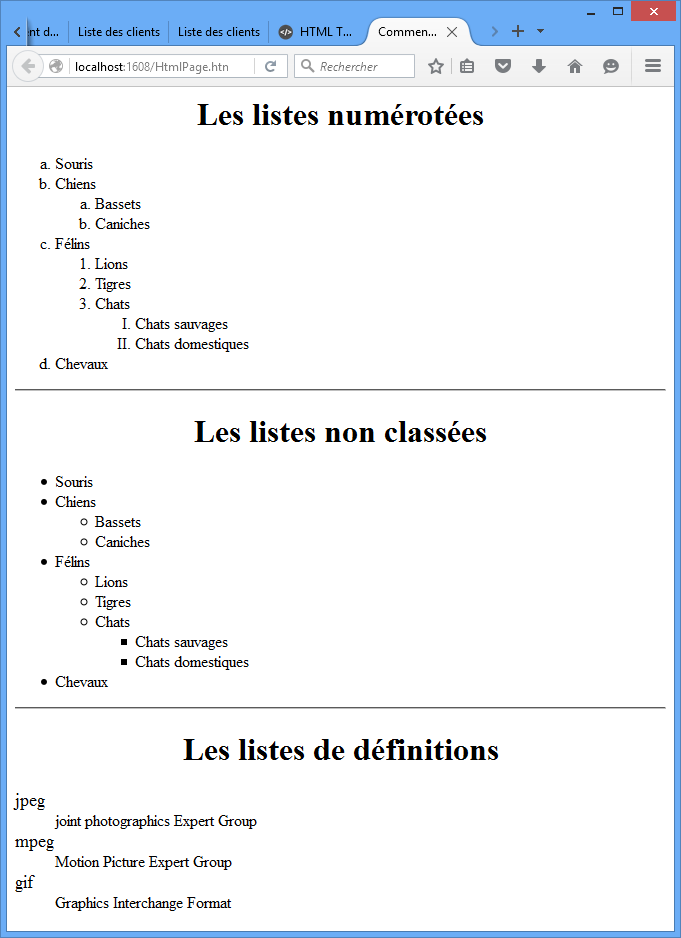 nt d...
Liste des clients
Liste des clients
HTML T...
Commen...
localhost:1608/HtmlPage.htn
Rechercher
Les listes numérotées
a. Souris
b. Chiens
a. Bassets
b. Caniches
c. Félins
1. Lions
2. Tigres
3. Chats
I. Chats sauvages
II. Chats domestiques
d. Chevaux
Les listes non classées
• Souris
• Chiens
○ Bassets
○ Caniches
• Félins
○ Lions
○ Tigres
○ Chats
▪ Chats sauvages
▪ Chats domestiques
• Chevaux
Les listes de définitions
jpeg
joint photographics Expert Group
mpeg
Motion Picture Expert Group
gif
Graphics Interchange Format